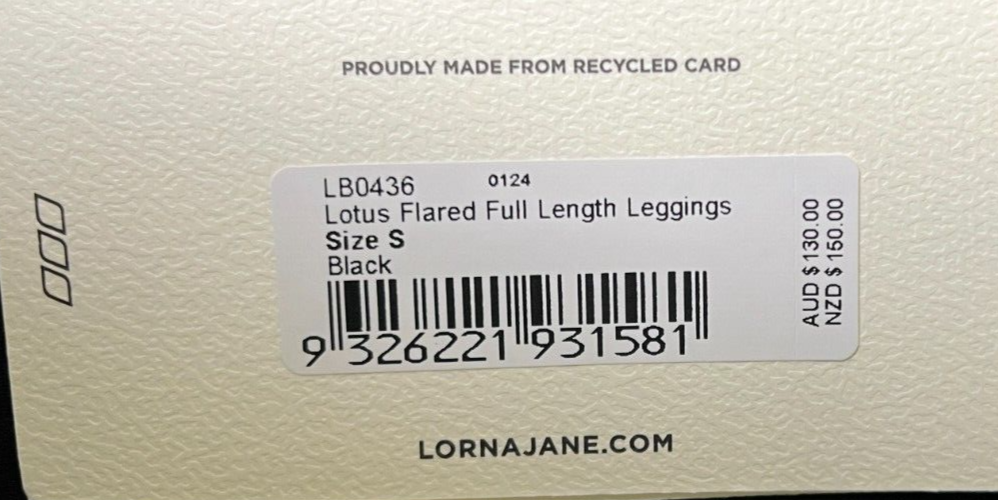 PROUDLY MADE FROM RECYCLED CARD
LB0436 0124
Lotus Flared Full Length Leggings
Size S
Black
9 326221 931581
AUD $130.00
NZD $150.00
LORNAJANE.COM